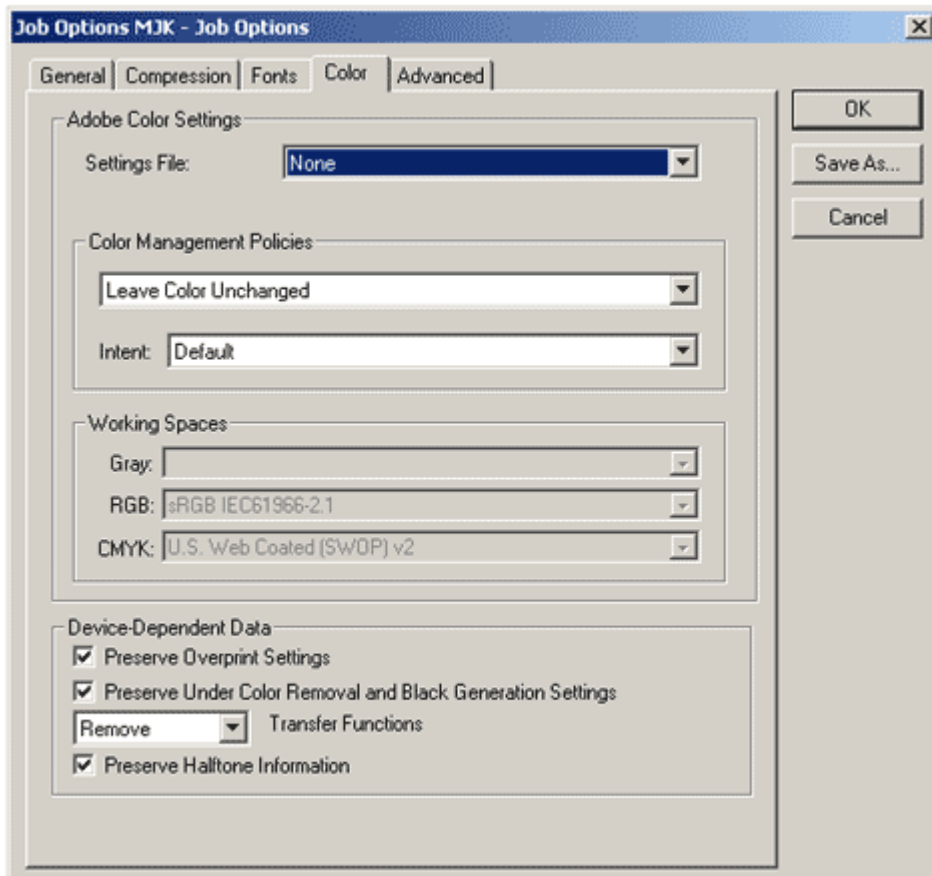 Job Options MJK - Job Options
General Compression Fonts Color Advanced
OK
Save As...
Cancel
Adobe Color Settings
Settings File: None
Color Management Policies
Leave Color Unchanged
Intent: Default
Working Spaces
Gray:
RGB: sRGB IEC61966-2.1
CMYK: U.S. Web Coated (SWOP) v2
Device-Dependent Data
Preserve Overprint Settings
Preserve Under Color Removal and Black Generation Settings
Remove Transfer Functions
Preserve Halftone Information